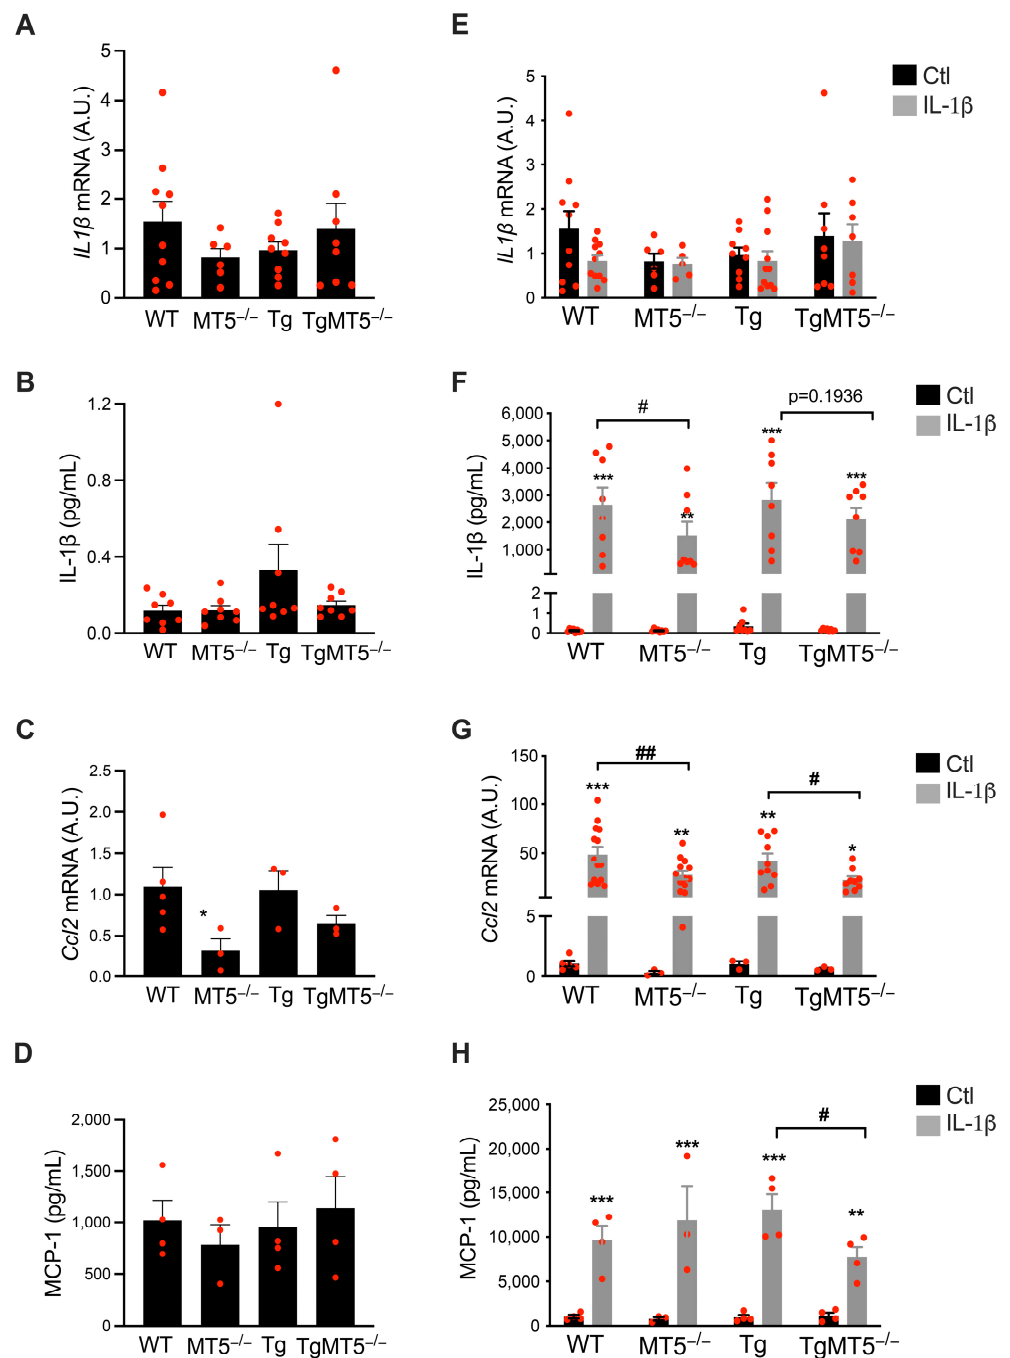 A
IL1β mRNA (A.U.)
5
4
3
2
1
0
WT MT5⁻/⁻ Tg TgMT5⁻/⁻
E
IL1β mRNA (A.U.)
5
4
3
2
1
0
WT MT5⁻/⁻ Tg TgMT5⁻/⁻
Ctl
IL-1β
B
IL-1β (pg/mL)
1.2
0.8
0.4
0.0
WT MT5⁻/⁻ Tg TgMT5⁻/⁻
F
IL-1β (pg/mL)
6,000
5,000
4,000
3,000
2,000
1,000
2
1
0
# p=0.1936
*** ** *** ***
WT MT5⁻/⁻ Tg TgMT5⁻/⁻
Ctl
IL-1β
C
Ccl2 mRNA (A.U.)
2.5
2.0
1.5
1.0
0.5
0.0
*
WT MT5⁻/⁻ Tg TgMT5⁻/⁻
G
Ccl2 mRNA (A.U.)
150
100
50
5
0
## #
*** ** ** *
WT MT5⁻/⁻ Tg TgMT5⁻/⁻
Ctl
IL-1β
D
MCP-1 (pg/mL)
2,000
1,500
1,000
500
0
WT MT5⁻/⁻ Tg TgMT5⁻/⁻
H
MCP-1 (pg/mL)
25,000
20,000
15,000
10,000
5,000
0
#
*** *** *** **
WT MT5⁻/⁻ Tg TgMT5⁻/⁻
Ctl
IL-1β